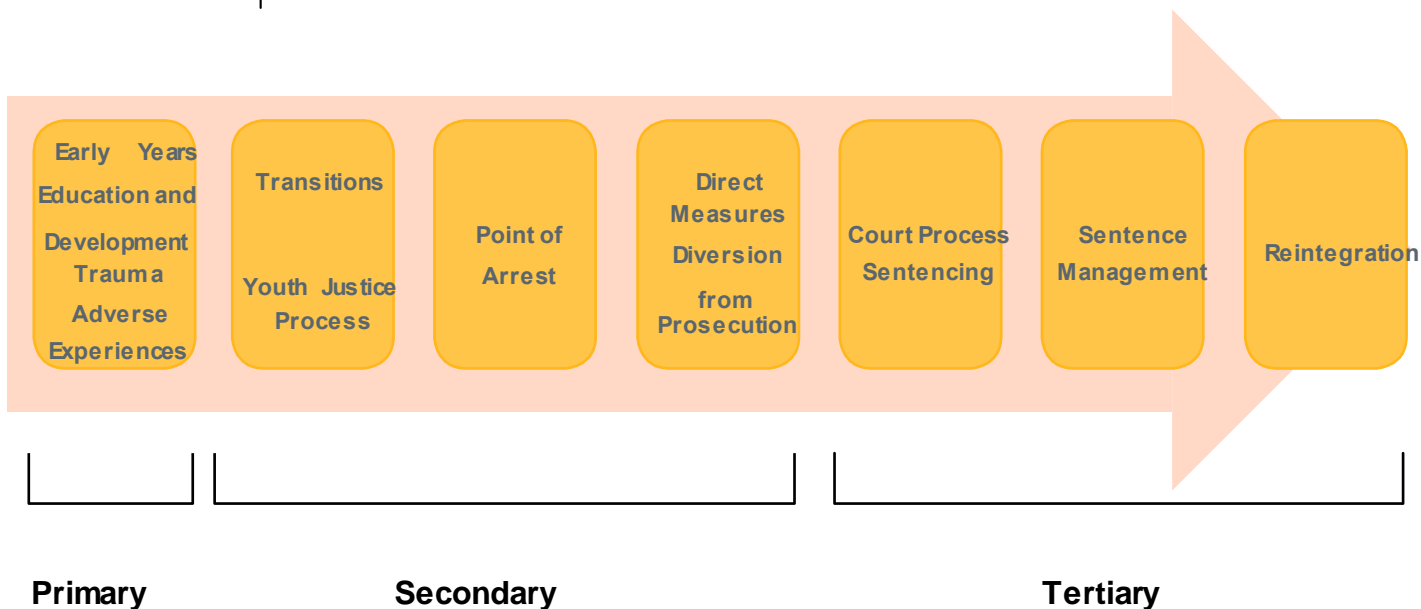 Early Years
Education and
Development
Trauma
Adverse
Experiences
Transitions
Youth Justice
Process
Point of
Arrest
Direct
Measures
Diversion
from
Prosecution
Court Process
Sentencing
Sentence
Management
Reintegration
Primary
Secondary
Tertiary